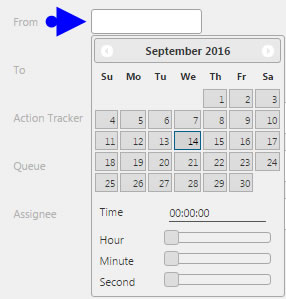 From
September 2016
Su Mo Tu We Th Fr Sa
To
1 2 3
Action Tracker
4 5 6 7 8 9 10
11 12 13 14 15 16 17
Queue
18 19 20 21 22 23 24
25 26 27 28 29 30
Assignee
Time 00:00:00
Hour
Minute
Second